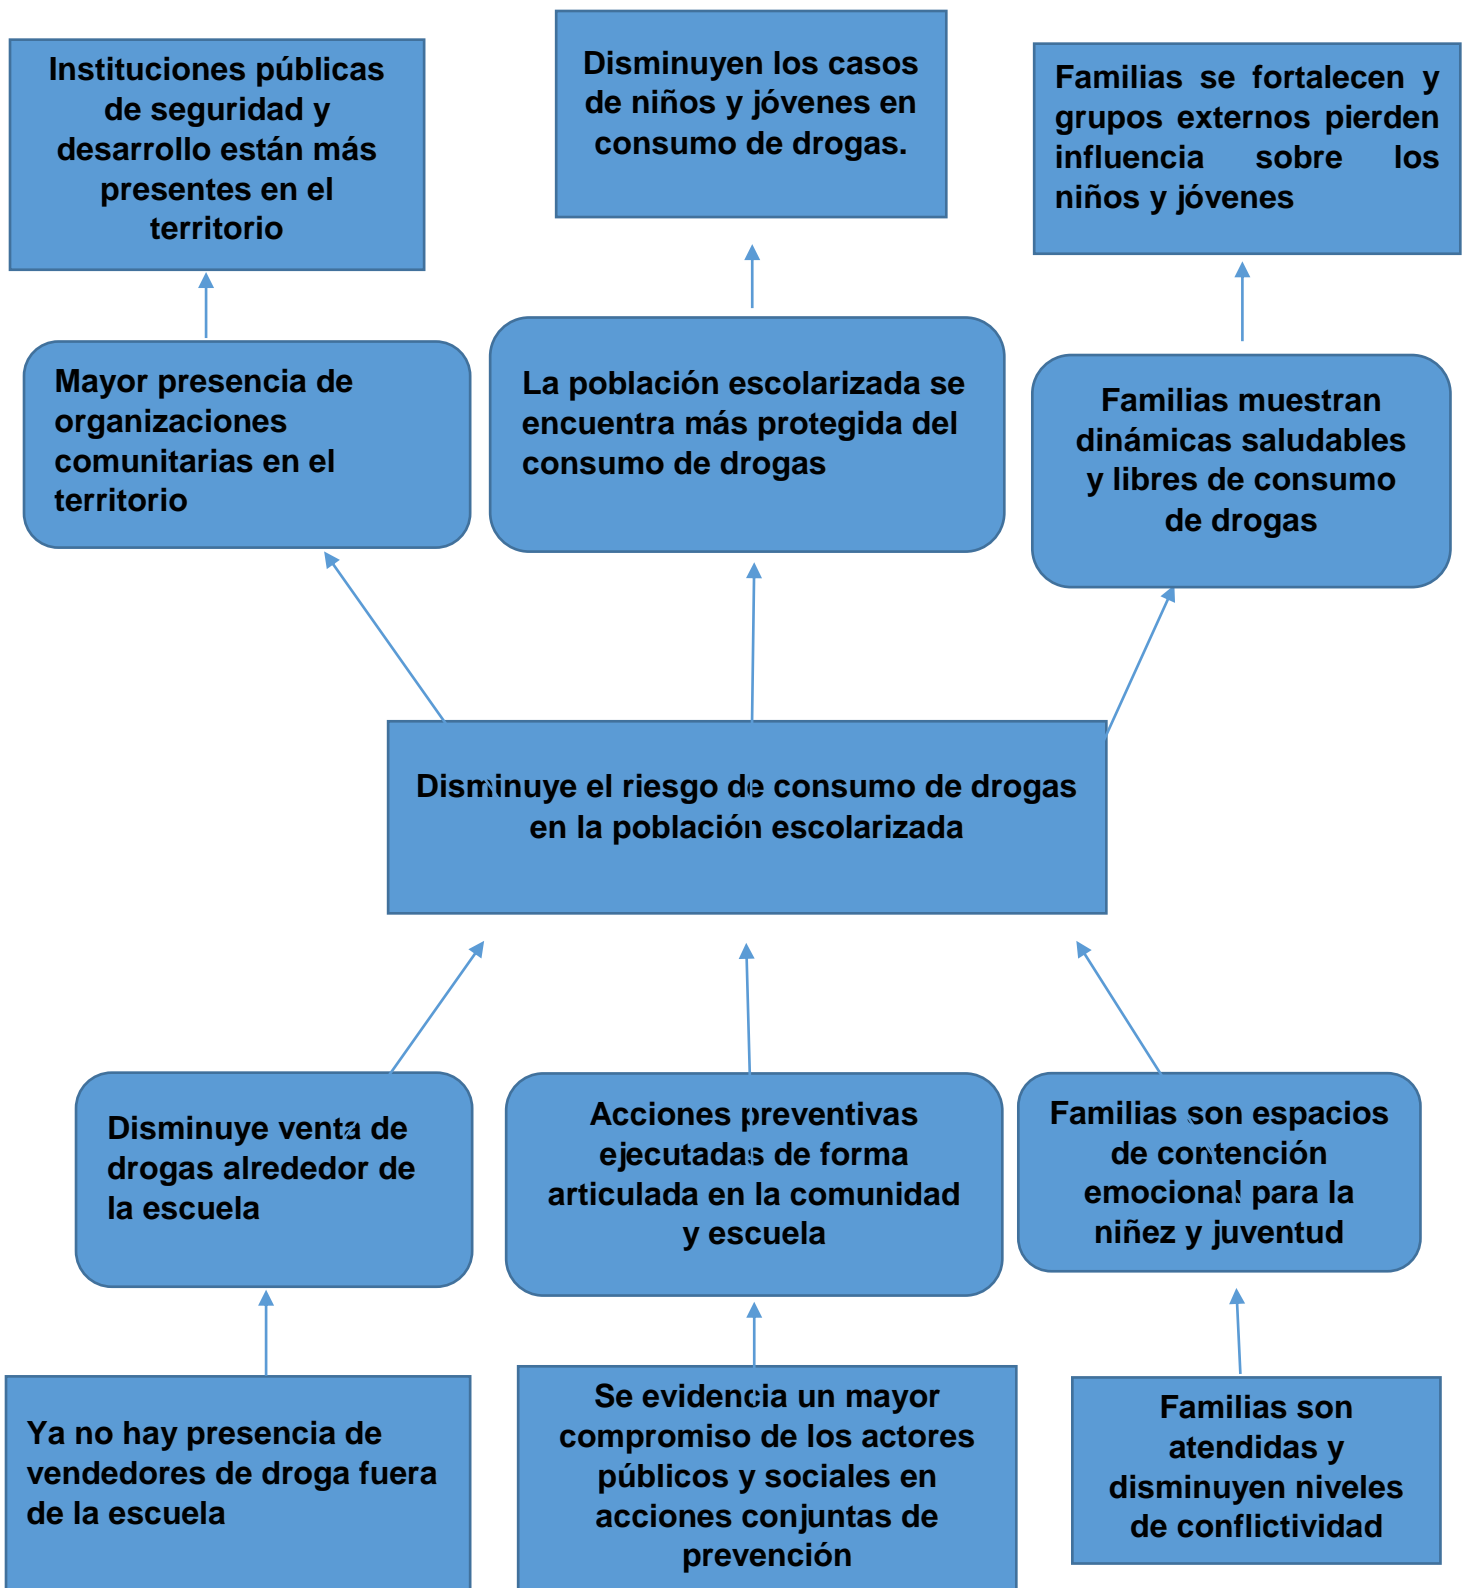 Instituciones públicas
de seguridad y
desarrollo están más
presentes en el
territorio
Disminuyen los casos
de niños y jóvenes en
consumo de drogas.
Familias se fortalecen y
grupos externos pierden
influencia sobre los
niños y jóvenes
Mayor presencia de
organizaciones
comunitarias en el
territorio
La población escolarizada se
encuentra más protegida del
consumo de drogas
Familias muestran
dinámicas saludables
y libres de consumo
de drogas
Disminuye el riesgo de consumo de drogas
en la población escolarizada
Disminuye venta de
drogas alrededor de
la escuela
Acciones preventivas
ejecutadas de forma
articulada en la comunidad
y escuela
Familias son espacios
de contención
emocional para la
niñez y juventud
Ya no hay presencia de
vendedores de droga fuera
de la escuela
Se evidencia un mayor
compromiso de los actores
públicos y sociales en
acciones conjuntas de
prevención
Familias son
atendidas y
disminuyen niveles
de conflictividad